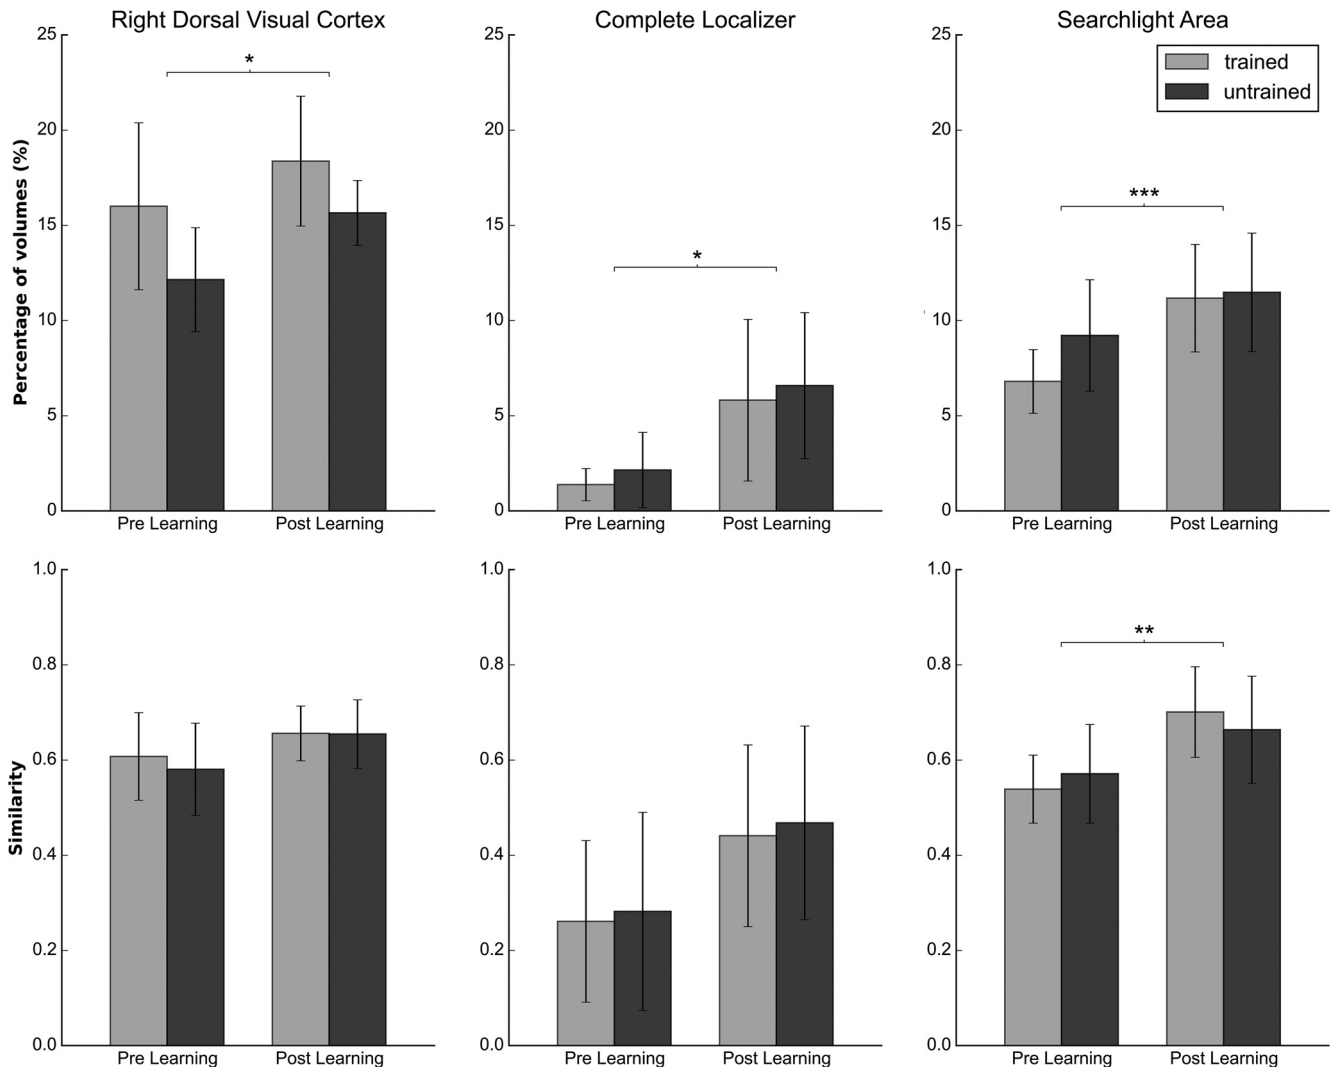 Right Dorsal Visual Cortex
Complete Localizer
Searchlight Area
25
20
15
10
5
0
Percentage of volumes (%)
*
Pre Learning
Post Learning
25
20
15
10
5
0
*
Pre Learning
Post Learning
25
20
15
10
5
0
trained
untrained
***
Pre Learning
Post Learning
1.0
0.8
0.6
0.4
0.2
0.0
Similarity
Pre Learning
Post Learning
1.0
0.8
0.6
0.4
0.2
0.0
Pre Learning
Post Learning
1.0
0.8
0.6
0.4
0.2
0.0
**
Pre Learning
Post Learning